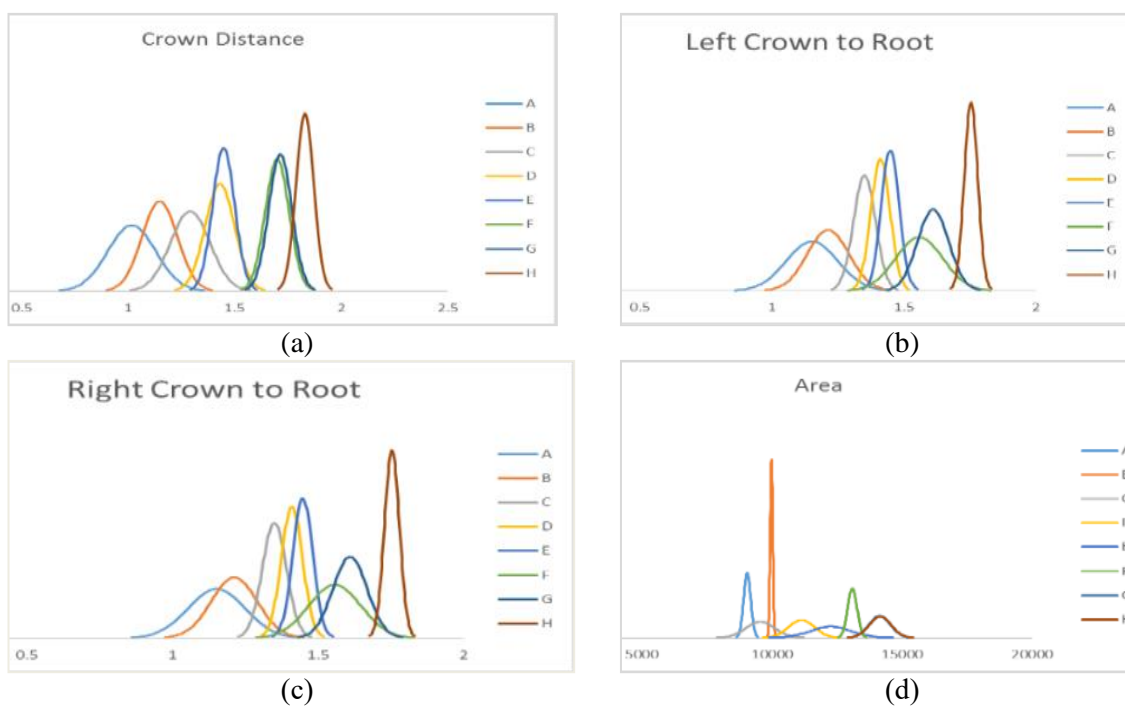 Crown Distance
A
B
C
D
E
F
G
H
0.5 1 1.5 2 2.5
(a)
Left Crown to Root
A
B
C
D
E
F
G
H
0.5 1 1.5 2
(b)
Right Crown to Root
A
B
C
D
E
F
G
H
0.5 1 1.5 2
(c)
Area
5000 10000 15000 20000
(d)